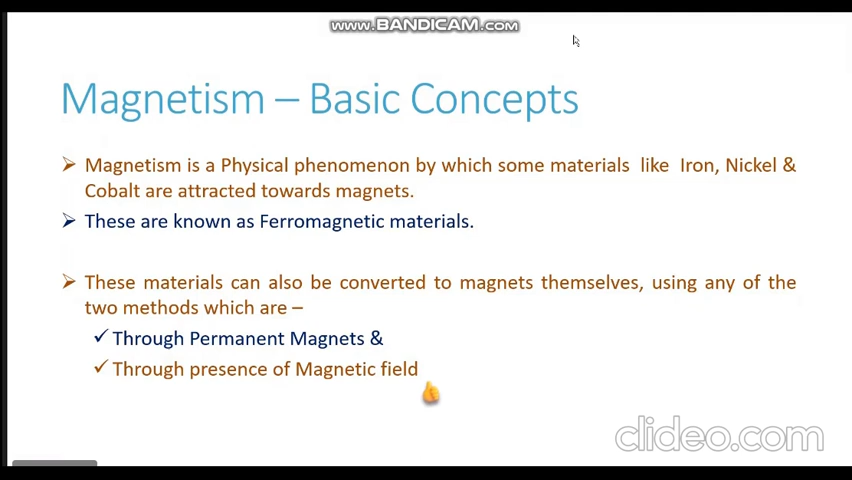 www.BANDICAM.com
Magnetism – Basic Concepts
Magnetism is a Physical phenomenon by which some materials like Iron, Nickel &
Cobalt are attracted towards magnets.
These are known as Ferromagnetic materials.
These materials can also be converted to magnets themselves, using any of the
two methods which are –
Through Permanent Magnets &
Through presence of Magnetic field
clideo.com